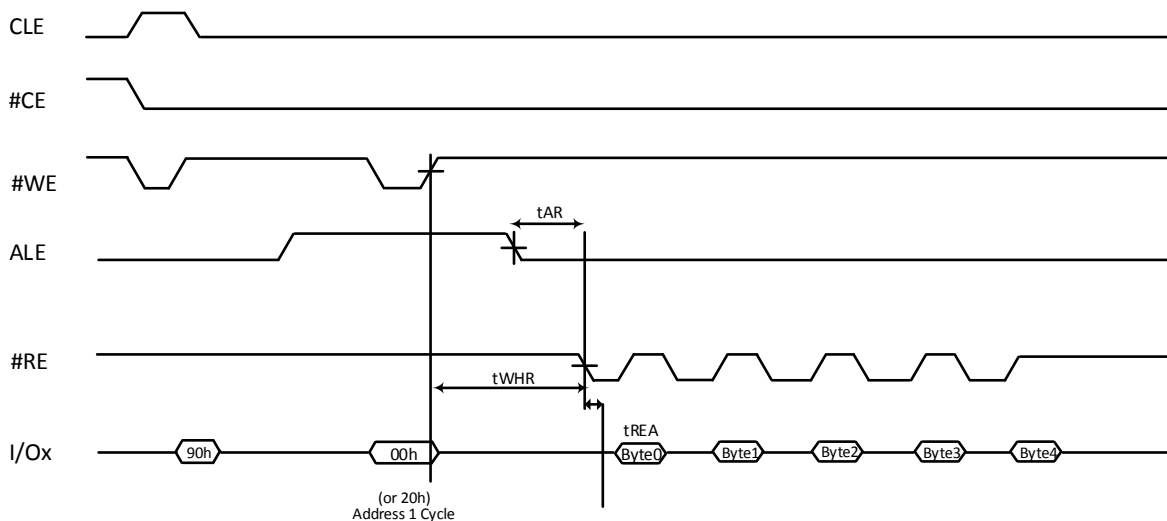 CLE
#CE
#WE
tAR
ALE
#RE
tWHR
tREA
I/Ox
90h
00h
Byte0
Byte1
Byte2
Byte3
Byte4
(or 20h)
Address 1 Cycle